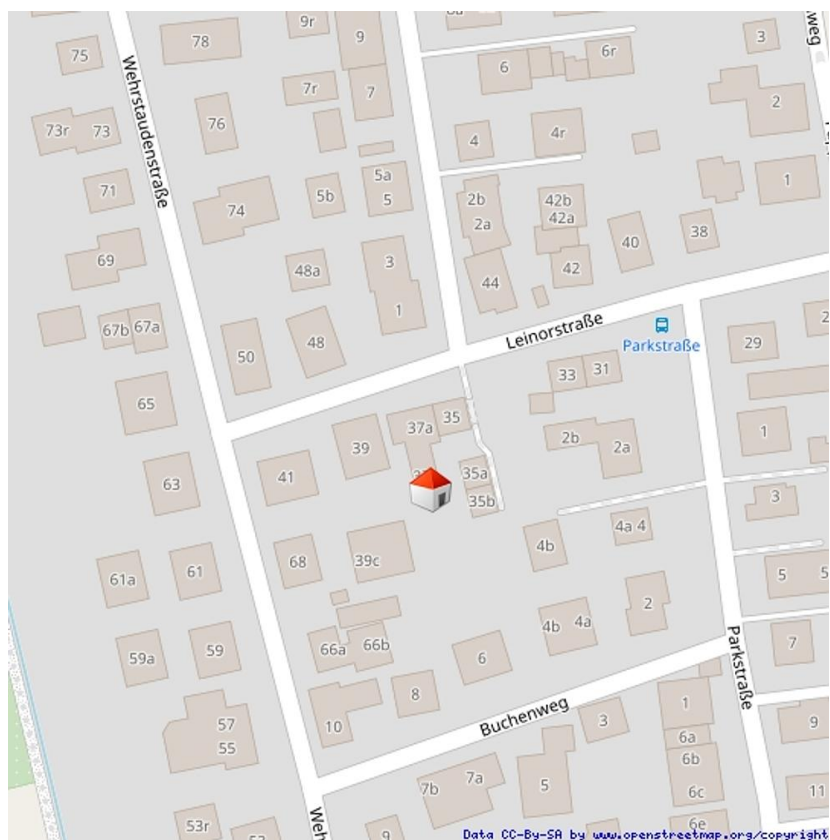 9r
9
3
weg
75
78
6
6r
7r
7
2
73r
73
76
4
4r
Wehrstaudenstraße
71
5b
5a
5
2b
2a
42b
42a
1
74
40
38
69
48a
3
44
42
1
67b
67a
50
48
Leinorstraße
Parkstraße
29
33
31
65
37a
35
39
2b
2a
1
41
35a
63
35b
3
4b
4a 4
68
39c
61a
61
5
5
2
66a
66b
4b
4a
59a
59
6
7
Parkstraße
8
10
57
55
Buchenweg
3
1
9
6a
6b
7b
7a
5
6c
11
53r
Weh
9
6e
Data CC-By-SA by www.openstreetmap.org/copyright